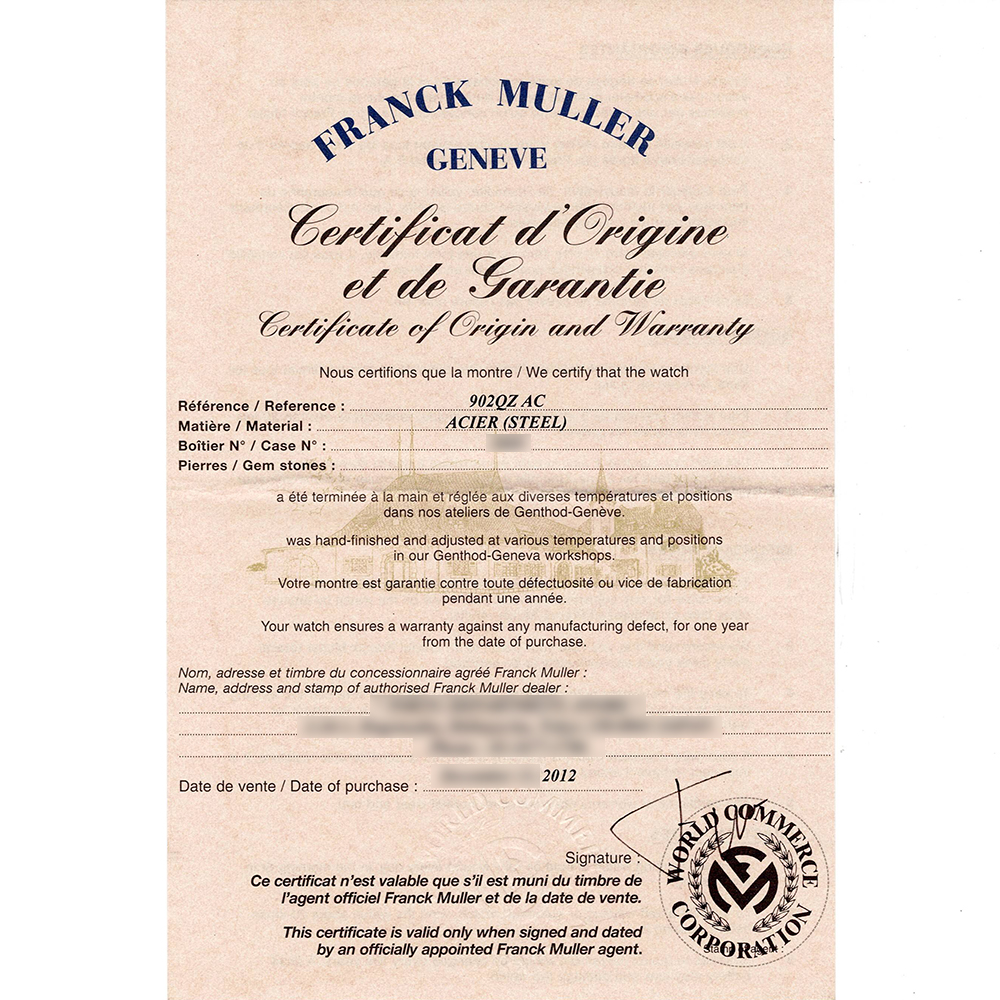 FRANCK MULLER
GENEVE
Certificat d'Origine
et de Garantie
Certificate of Origin and Warranty
Nous certifions que la montre / We certify that the watch
Référence / Reference : 902QZ AC
Matière / Material : ACIER (STEEL)
Boîtier N° / Case N° :
Pierres / Gem stones :
a été terminée à la main et réglée aux diverses températures et positions
dans nos ateliers de Genthod-Genève.
was hand-finished and adjusted at various temperatures and positions
in our Genthod-Geneva workshops.
Votre montre est garantie contre toute défectuosité ou vice de fabrication
pendant une année.
Your watch ensures a warranty against any manufacturing defect, for one year
from the date of purchase.
Nom, adresse et timbre du concessionnaire agréé Franck Muller :
Name, address and stamp of authorised Franck Muller dealer :
Date de vente / Date of purchase : 2012
Signature :
Ce certificat n'est valable que s'il est muni du timbre de
l'agent officiel Franck Muller et de la date de vente.
This certificate is valid only when signed and dated
by an officially appointed Franck Muller agent.
WORLD COMMERCE
CORPORATION